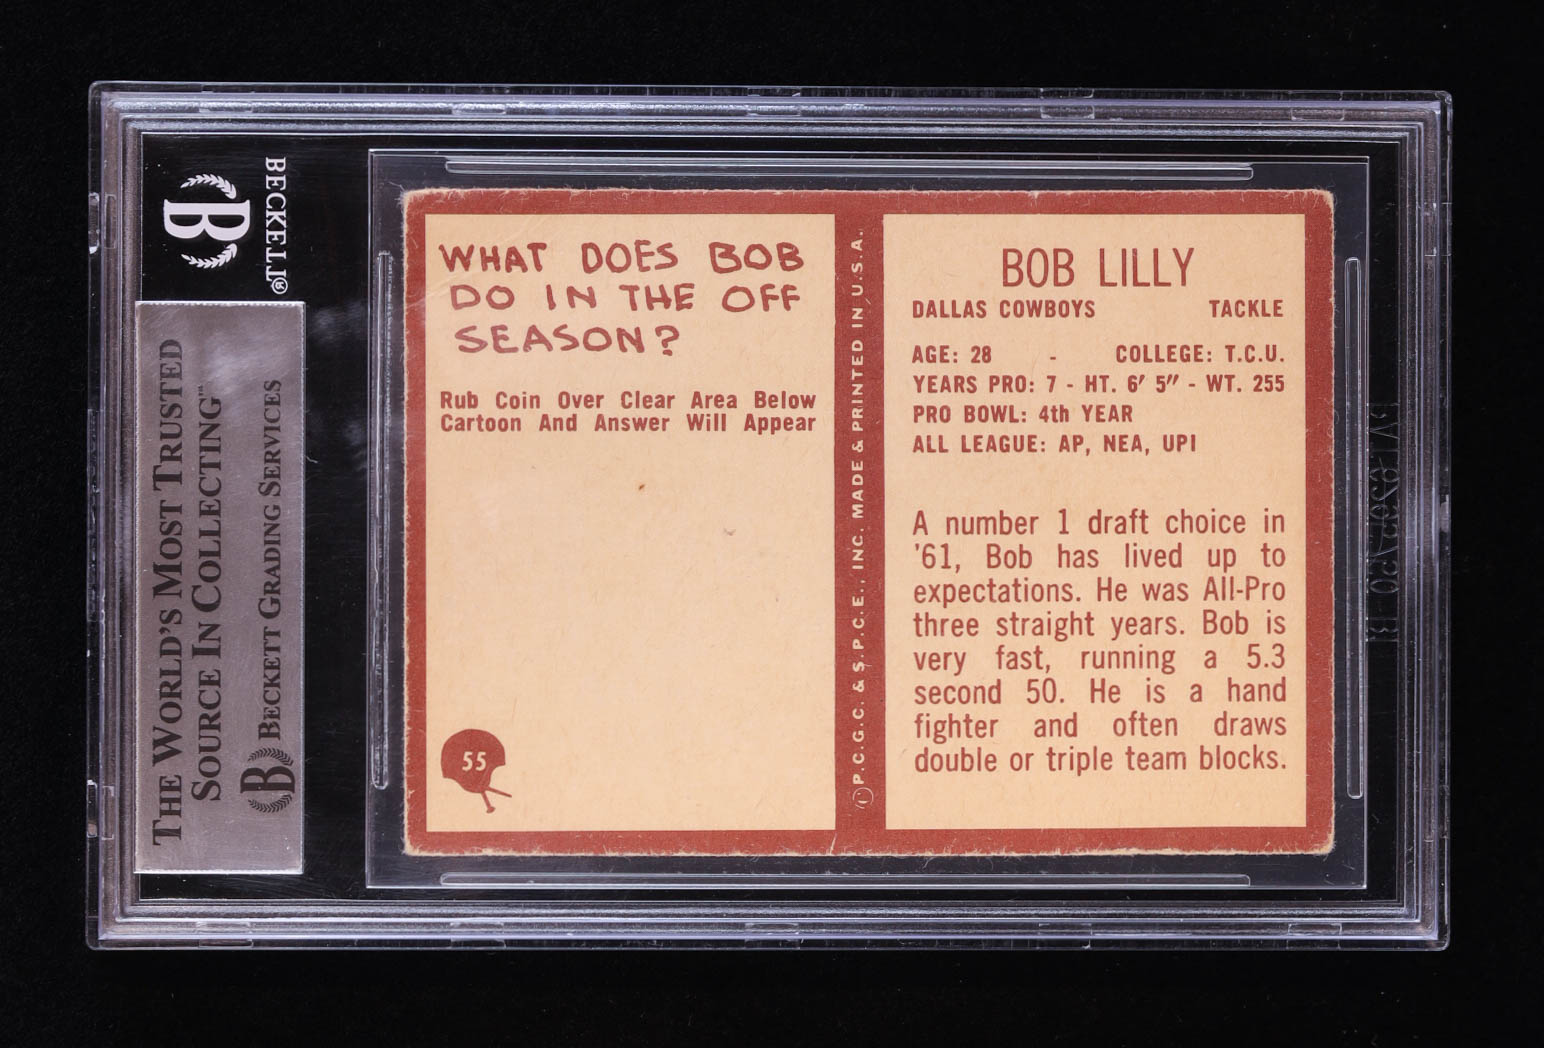 BECKETT®
B
THE WORLD'S MOST TRUSTED
SOURCE IN COLLECTING™
B BECKETT GRADING SERVICES
WHAT DOES BOB
DO IN THE OFF
SEASON?
Rub Coin Over Clear Area Below
Cartoon And Answer Will Appear
55
© P.C.G.C. & S.P.C.E., INC. MADE & PRINTED IN U.S.A.
BOB LILLY
DALLAS COWBOYS TACKLE
AGE: 28 - COLLEGE: T.C.U.
YEARS PRO: 7 - HT. 6′ 5″ - WT. 255
PRO BOWL: 4th YEAR
ALL LEAGUE: AP, NEA, UPI
A number 1 draft choice in
'61, Bob has lived up to
expectations. He was All-Pro
three straight years. Bob is
very fast, running a 5.3
second 50. He is a hand
fighter and often draws
double or triple team blocks.